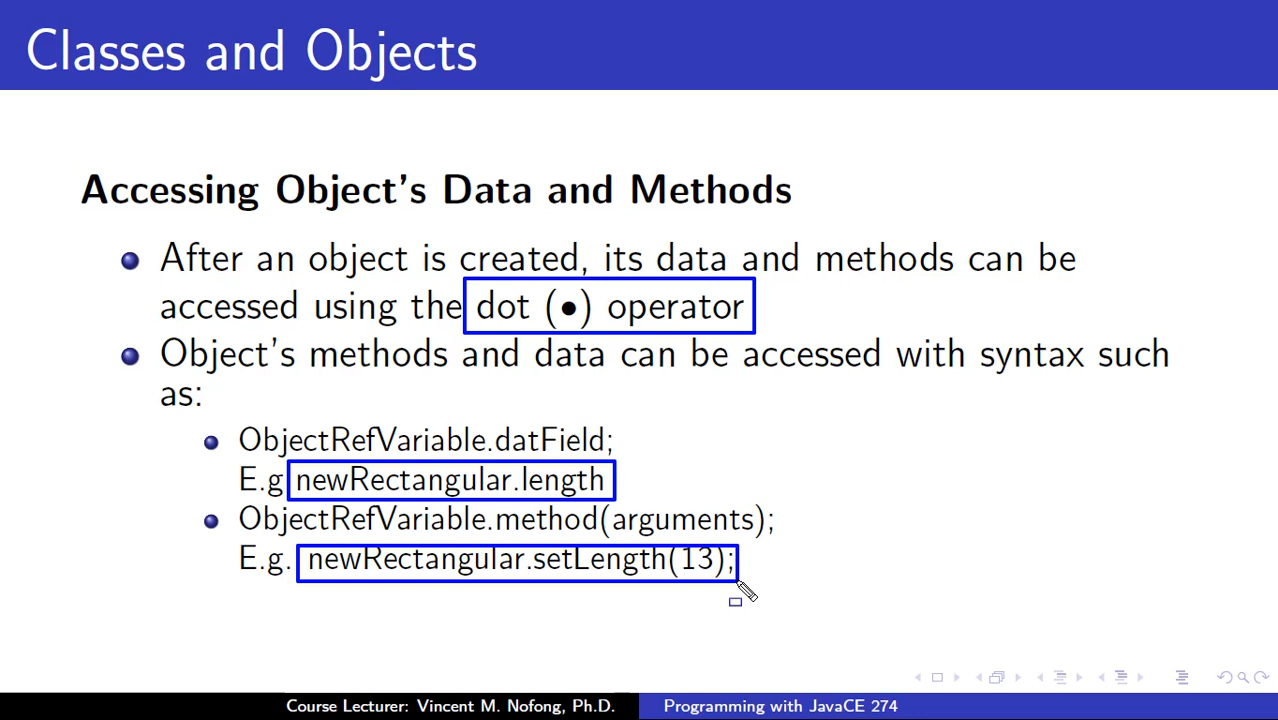 Classes and Objects
Accessing Object's Data and Methods
After an object is created, its data and methods can be
accessed using the dot (•) operator
Object's methods and data can be accessed with syntax such
as:
ObjectRefVariable.datField;
E.g newRectangular.length
ObjectRefVariable.method(arguments);
E.g. newRectangular.setLength(13);
Course Lecturer: Vincent M. Nofong, Ph.D. Programming with JavaCE 274